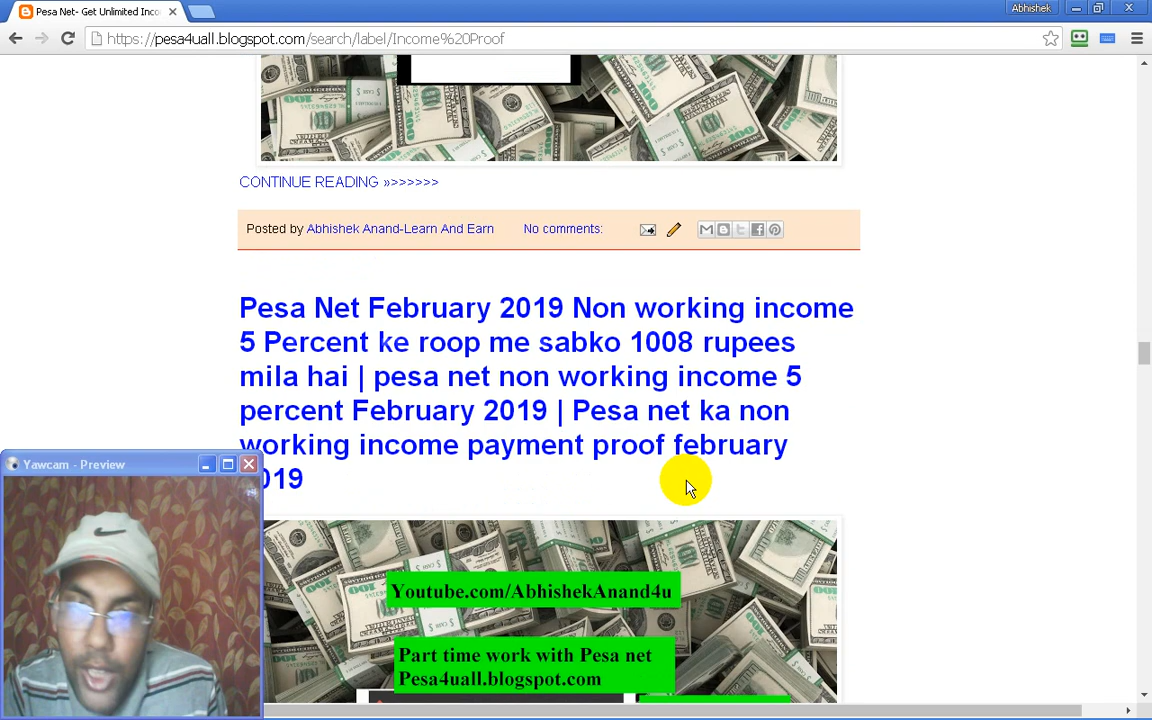 Pesa Net- Get Unlimited Inco
Abhishek
https://pesa4uall.blogspot.com/search/label/Income%20Proof
CONTINUE READING »>>>>>>
Posted by Abhishek Anand-Learn And Earn No comments:
Pesa Net February 2019 Non working income
5 Percent ke roop me sabko 1008 rupees
mila hai | pesa net non working income 5
percent February 2019 | Pesa net ka non
working income payment proof february
019
Yawcam - Preview
Youtube.com/AbhishekAnand4u
Part time work with Pesa net
Pesa4uall.blogspot.com